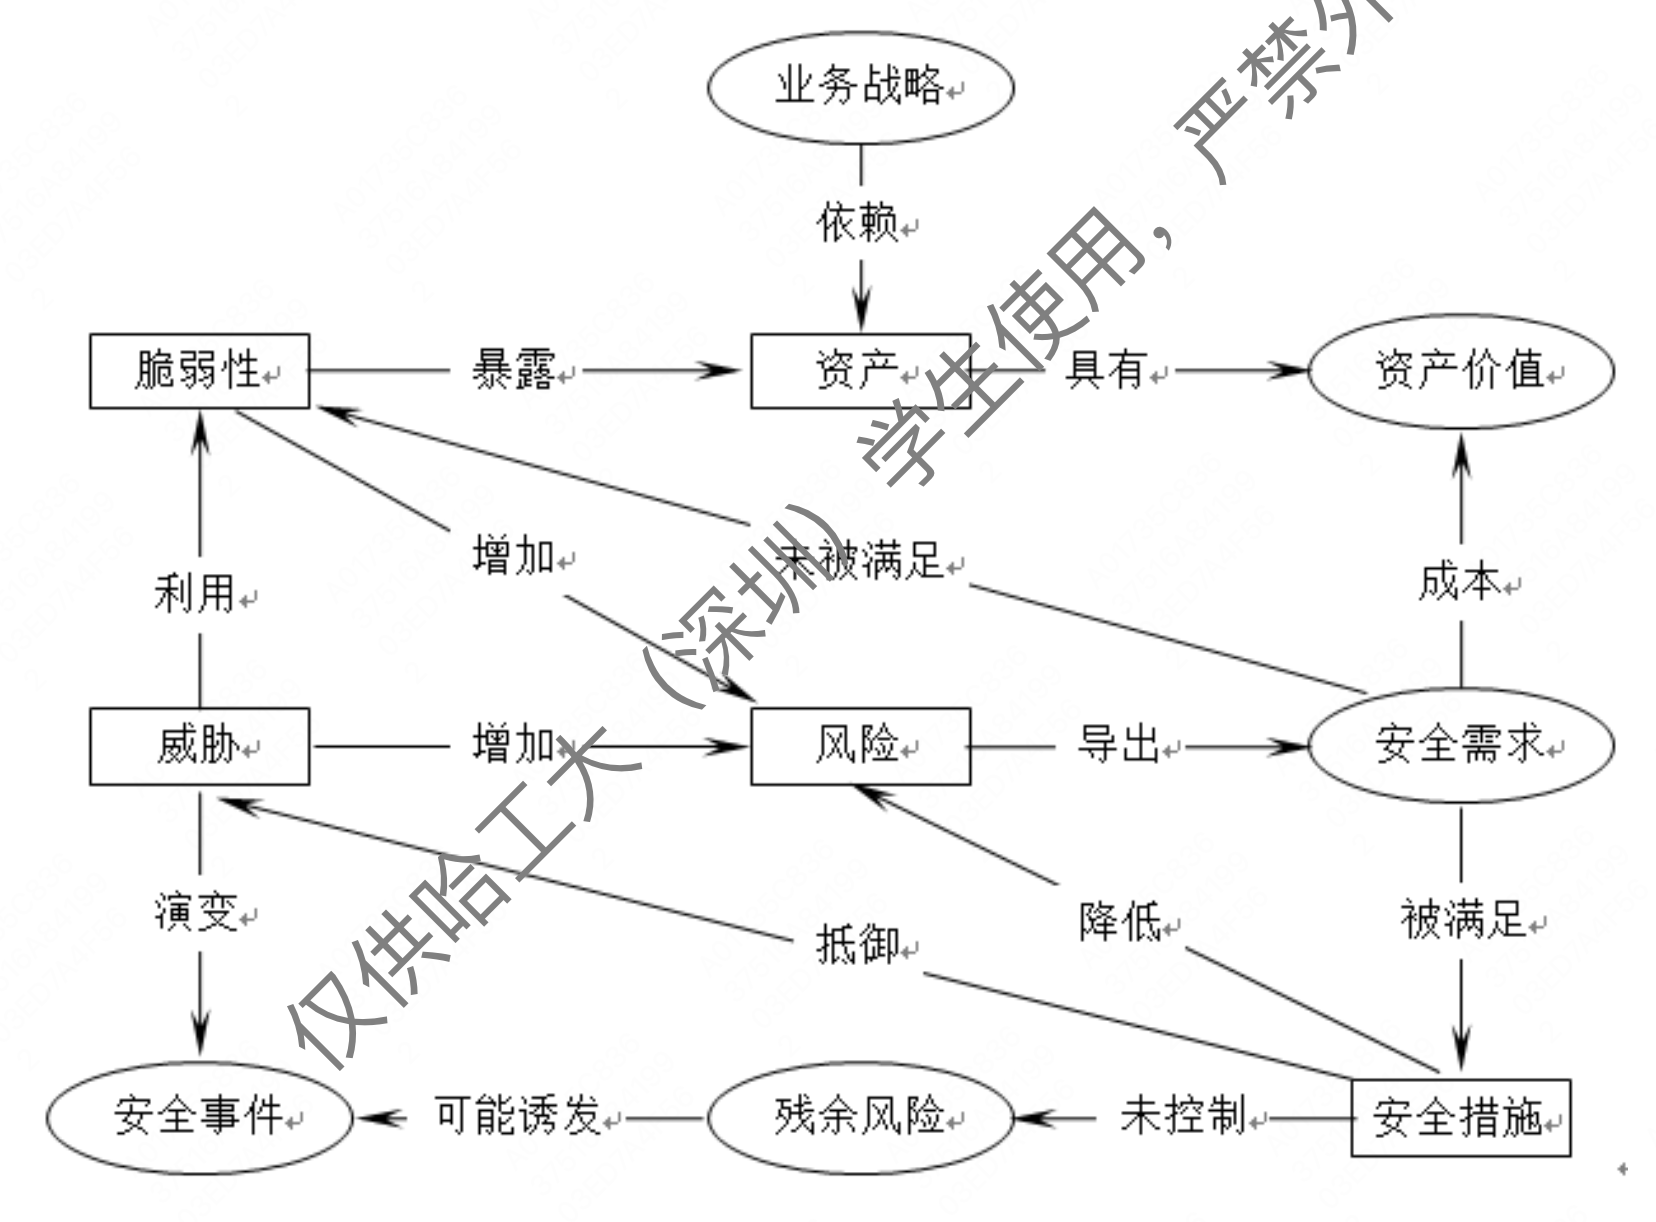 业务战略
依赖
脆弱性 暴露 资产 具有 资产价值
增加 未被满足 成本
利用
威胁 增加 风险 导出 安全需求
演变 抵御 降低 被满足
安全事件 可能诱发 残余风险 未控制 安全措施
仅供哈工大（深圳）学生使用，严禁外